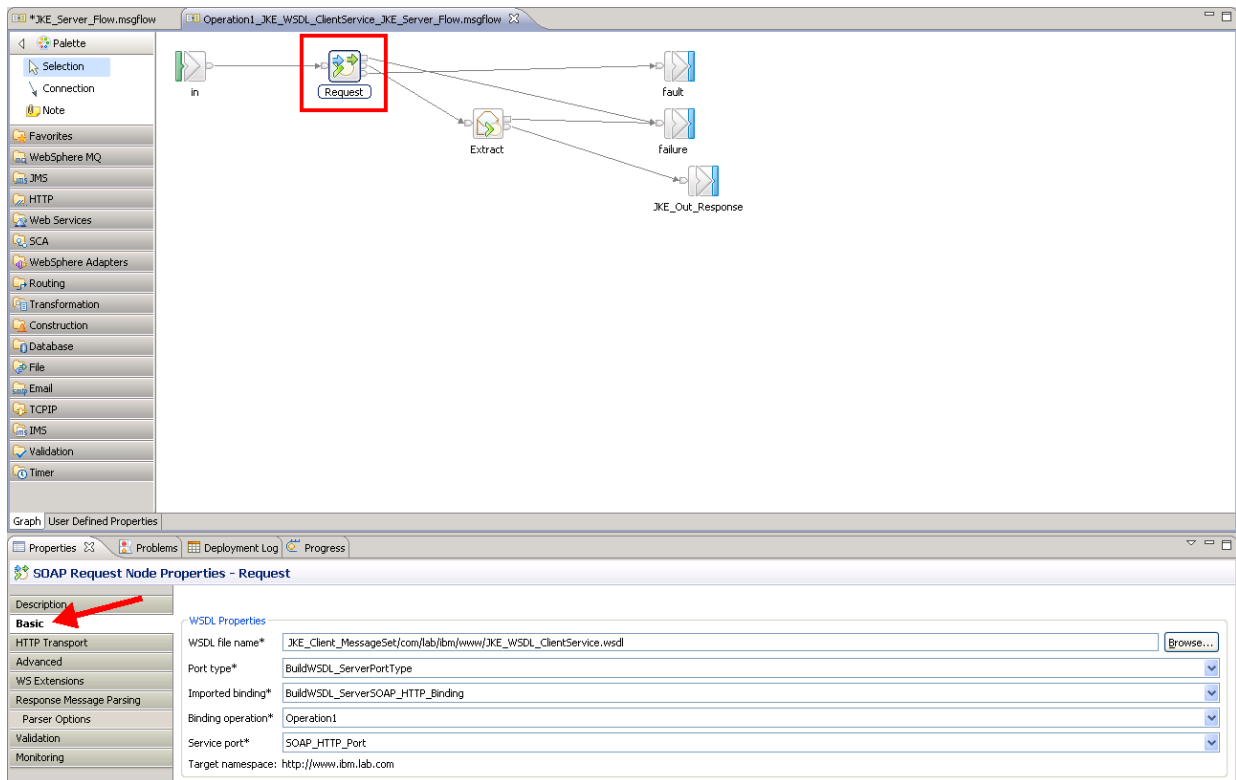 *JKE_Server_Flow.msgflow
Operation1_JKE_WSDL_ClientService_JKE_Server_Flow.msgflow
Palette
Selection
Connection
Note
Favorites
WebSphere MQ
JMS
HTTP
Web Services
SCA
WebSphere Adapters
Routing
Transformation
Construction
Database
File
Email
TCPIP
IMS
Validation
Timer
in
Request
fault
Extract
failure
JKE_Out_Response
Graph User Defined Properties
Properties Problems Deployment Log Progress
SOAP Request Node Properties - Request
Description
Basic
HTTP Transport
Advanced
WS Extensions
Response Message Parsing
Parser Options
Validation
Monitoring
WSDL Properties
WSDL file name* JKE_Client_MessageSet/com/lab/ibm/www/JKE_WSDL_ClientService.wsdl Browse...
Port type* BuildWSDL_ServerPortType
Imported binding* BuildWSDL_ServerSOAP_HTTP_Binding
Binding operation* Operation1
Service port* SOAP_HTTP_Port
Target namespace: http://www.ibm.lab.com